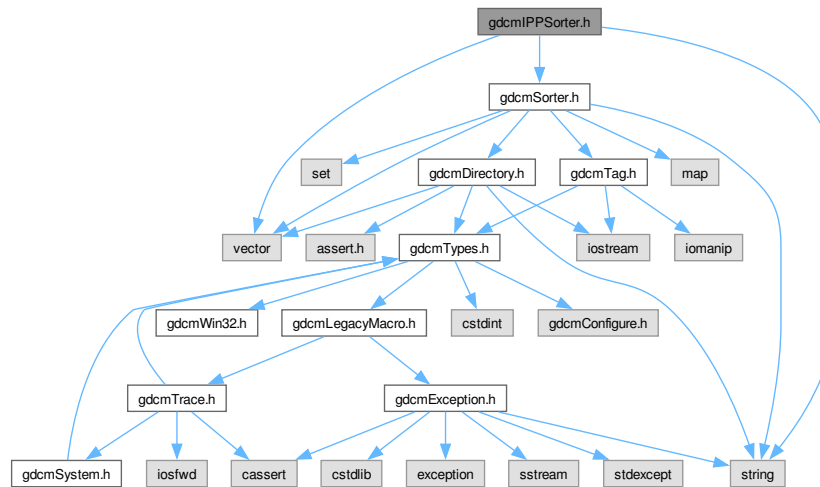 gdcmIPPSorter.h
gdcmSorter.h
set
gdcmDirectory.h
gdcmTag.h
map
vector
assert.h
gdcmTypes.h
iostream
iomanip
gdcmWin32.h
gdcmLegacyMacro.h
cstdint
gdcmConfigure.h
gdcmTrace.h
gdcmException.h
gdcmSystem.h
iosfwd
cassert
cstdlib
exception
sstream
stdexcept
string